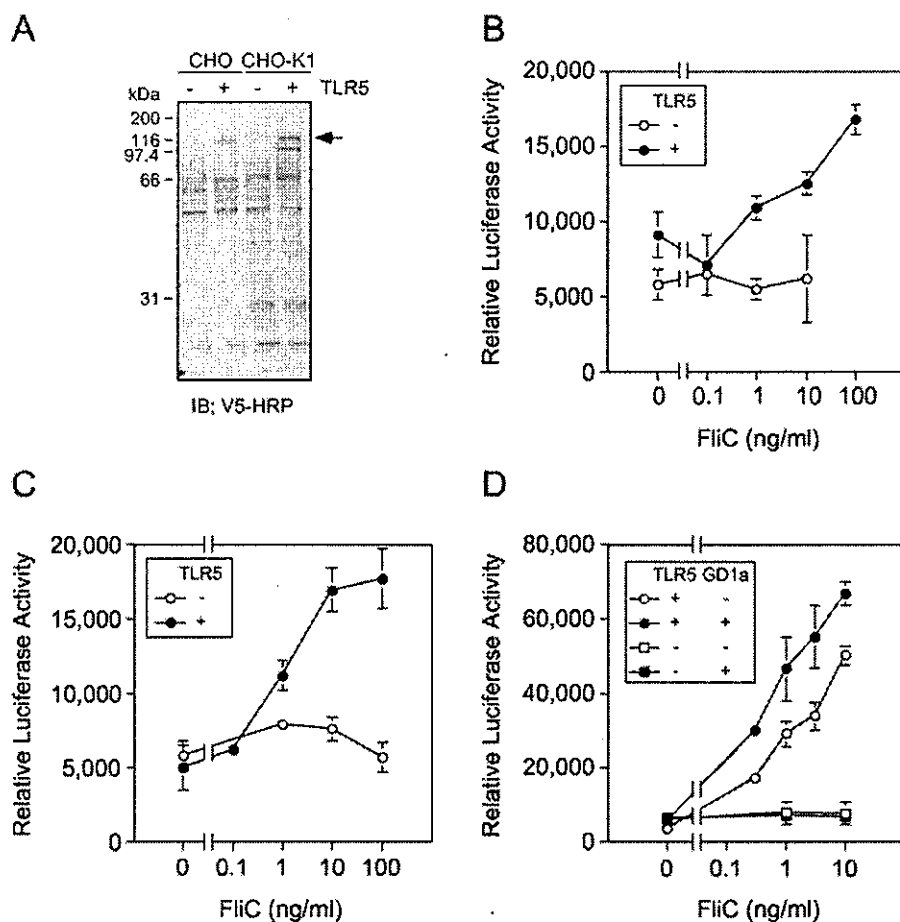 A
CHO CHO-K1
- + - + TLR5
kDa
200
116
97.4
66
31
IB; V5-HRP
B
Relative Luciferase Activity
20,000
15,000
10,000
5,000
0
TLR5
-
+
0 0.1 1 10 100
FliC (ng/ml)
C
Relative Luciferase Activity
20,000
15,000
10,000
5,000
0
TLR5
-
+
0 0.1 1 10 100
FliC (ng/ml)
D
Relative Luciferase Activity
80,000
60,000
40,000
20,000
0
TLR5 GD1a
+ -
+ +
- -
- +
0 0.1 1 10
FliC (ng/ml)